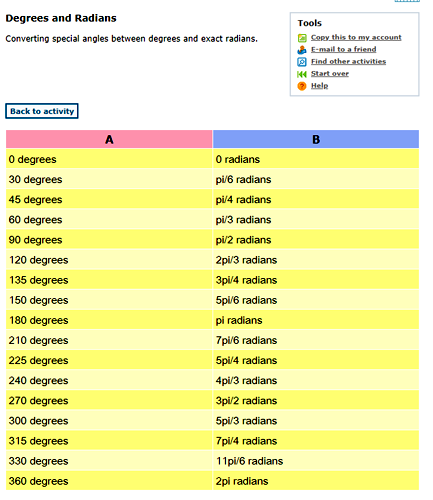 Degrees and Radians
Converting special angles between degrees and exact radians.
Tools
Copy this to my account
E-mail to a friend
Find other activities
Start over
Help
Back to activity
A B
0 degrees 0 radians
30 degrees pi/6 radians
45 degrees pi/4 radians
60 degrees pi/3 radians
90 degrees pi/2 radians
120 degrees 2pi/3 radians
135 degrees 3pi/4 radians
150 degrees 5pi/6 radians
180 degrees pi radians
210 degrees 7pi/6 radians
225 degrees 5pi/4 radians
240 degrees 4pi/3 radians
270 degrees 3pi/2 radians
300 degrees 5pi/3 radians
315 degrees 7pi/4 radians
330 degrees 11pi/6 radians
360 degrees 2pi radians